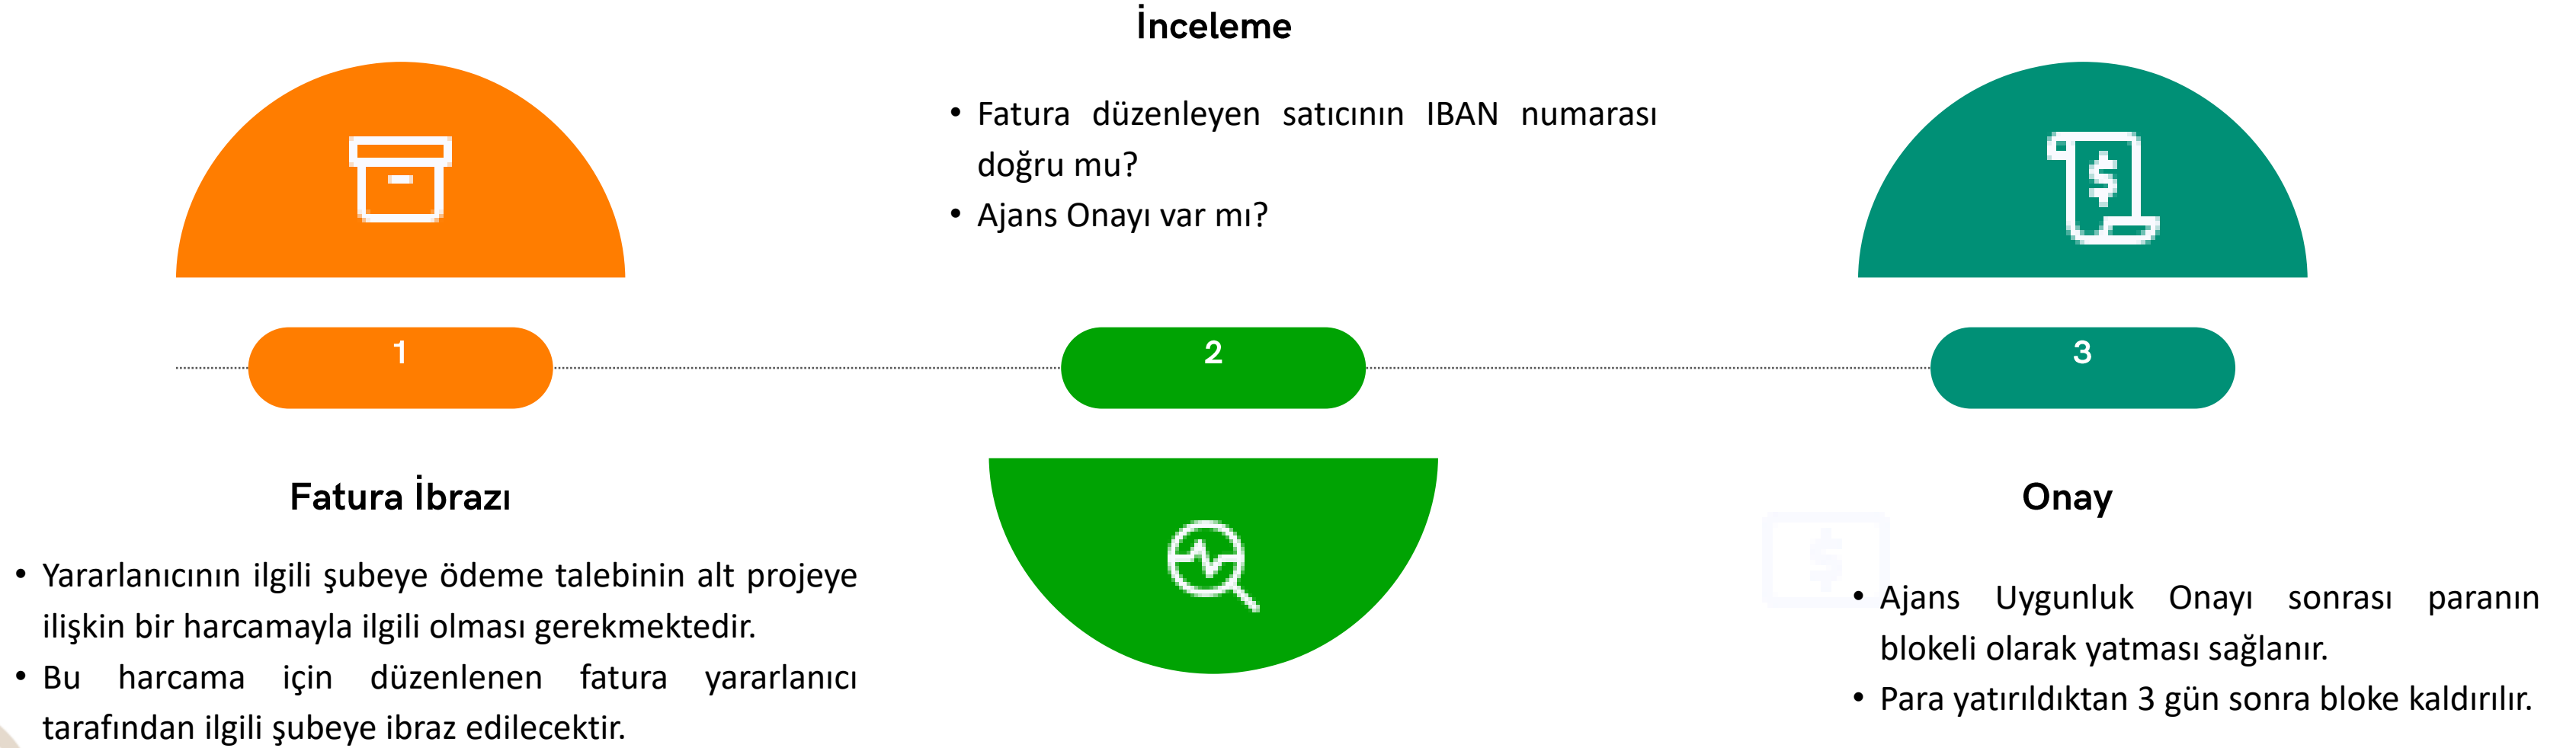 1
Fatura İbrazı
• Yararlanıcının ilgili şubeye ödeme talebinin alt projeye
ilişkin bir harcamayla ilgili olması gerekmektedir.
• Bu harcama için düzenlenen fatura yararlanıcı
tarafından ilgili şubeye ibraz edilecektir.
İnceleme
• Fatura düzenleyen satıcının IBAN numarası
doğru mu?
• Ajans Onayı var mı?
2
3
Onay
• Ajans Uygunluk Onayı sonrası paranın
blokeli olarak yatması sağlanır.
• Para yatırıldıktan 3 gün sonra bloke kaldırılır.